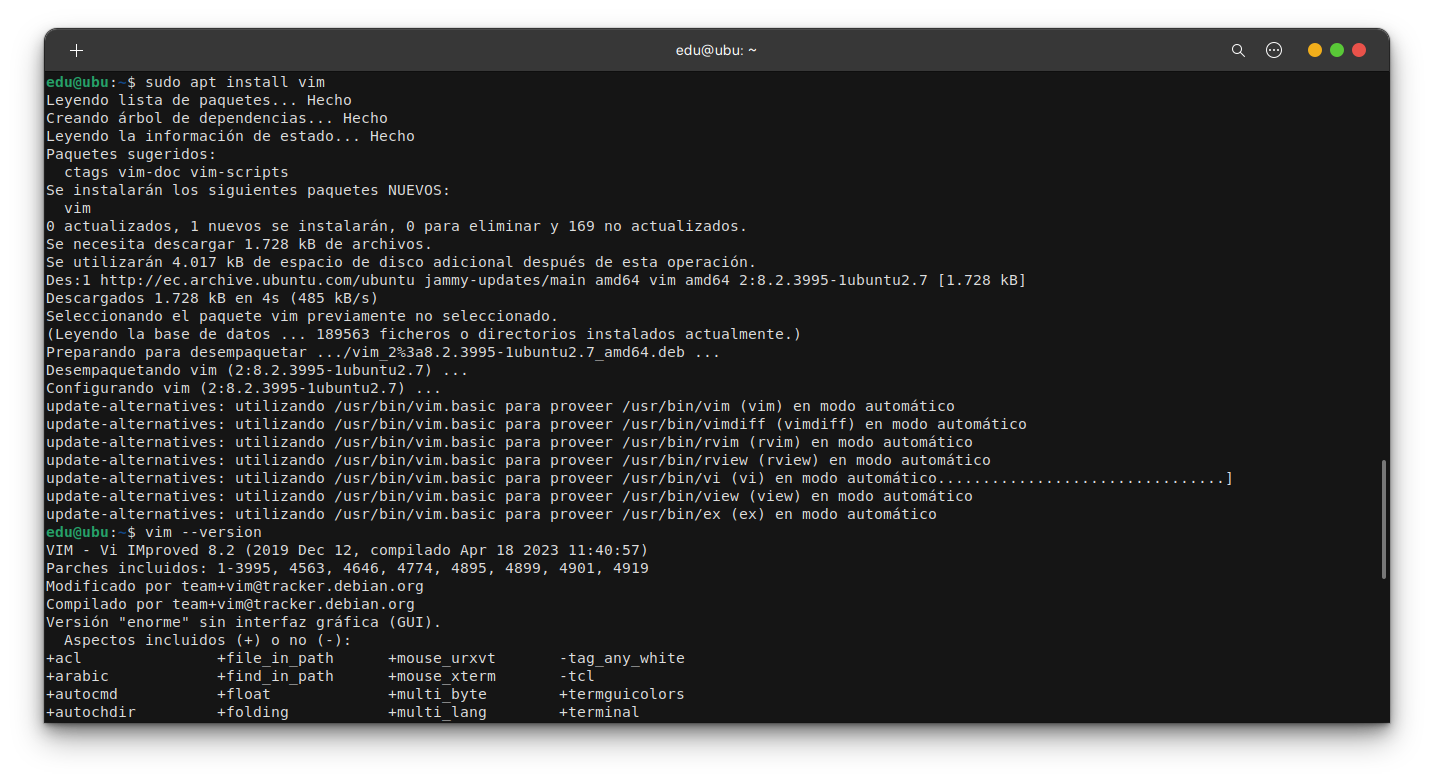 edu@ubu: ~
edu@ubu:~$ sudo apt install vim
Leyendo lista de paquetes... Hecho
Creando árbol de dependencias... Hecho
Leyendo la información de estado... Hecho
Paquetes sugeridos:
  ctags vim-doc vim-scripts
Se instalarán los siguientes paquetes NUEVOS:
  vim
0 actualizados, 1 nuevos se instalarán, 0 para eliminar y 169 no actualizados.
Se necesita descargar 1.728 kB de archivos.
Se utilizarán 4.017 kB de espacio de disco adicional después de esta operación.
Des:1 http://ec.archive.ubuntu.com/ubuntu jammy-updates/main amd64 vim amd64 2:8.2.3995-1ubuntu2.7 [1.728 kB]
Descargados 1.728 kB en 4s (485 kB/s)
Seleccionando el paquete vim previamente no seleccionado.
(Leyendo la base de datos ... 189563 ficheros o directorios instalados actualmente.)
Preparando para desempaquetar .../vim_2%3a8.2.3995-1ubuntu2.7_amd64.deb ...
Desempaquetando vim (2:8.2.3995-1ubuntu2.7) ...
Configurando vim (2:8.2.3995-1ubuntu2.7) ...
update-alternatives: utilizando /usr/bin/vim.basic para proveer /usr/bin/vim (vim) en modo automático
update-alternatives: utilizando /usr/bin/vim.basic para proveer /usr/bin/vimdiff (vimdiff) en modo automático
update-alternatives: utilizando /usr/bin/vim.basic para proveer /usr/bin/rvim (rvim) en modo automático
update-alternatives: utilizando /usr/bin/vim.basic para proveer /usr/bin/rview (rview) en modo automático
update-alternatives: utilizando /usr/bin/vim.basic para proveer /usr/bin/vi (vi) en modo automático................................]
update-alternatives: utilizando /usr/bin/vim.basic para proveer /usr/bin/view (view) en modo automático
update-alternatives: utilizando /usr/bin/vim.basic para proveer /usr/bin/ex (ex) en modo automático
edu@ubu:~$ vim --version
VIM - Vi IMproved 8.2 (2019 Dec 12, compilado Apr 18 2023 11:40:57)
Parches incluidos: 1-3995, 4563, 4646, 4774, 4895, 4899, 4901, 4919
Modificado por team+vim@tracker.debian.org
Compilado por team+vim@tracker.debian.org
Versión "enorme" sin interfaz gráfica (GUI).
  Aspectos incluidos (+) o no (-):
+acl               +file_in_path      +mouse_urxvt       -tag_any_white
+arabic            +find_in_path      +mouse_xterm       -tcl
+autocmd           +float             +multi_byte        +termguicolors
+autochdir         +folding           +multi_lang        +terminal